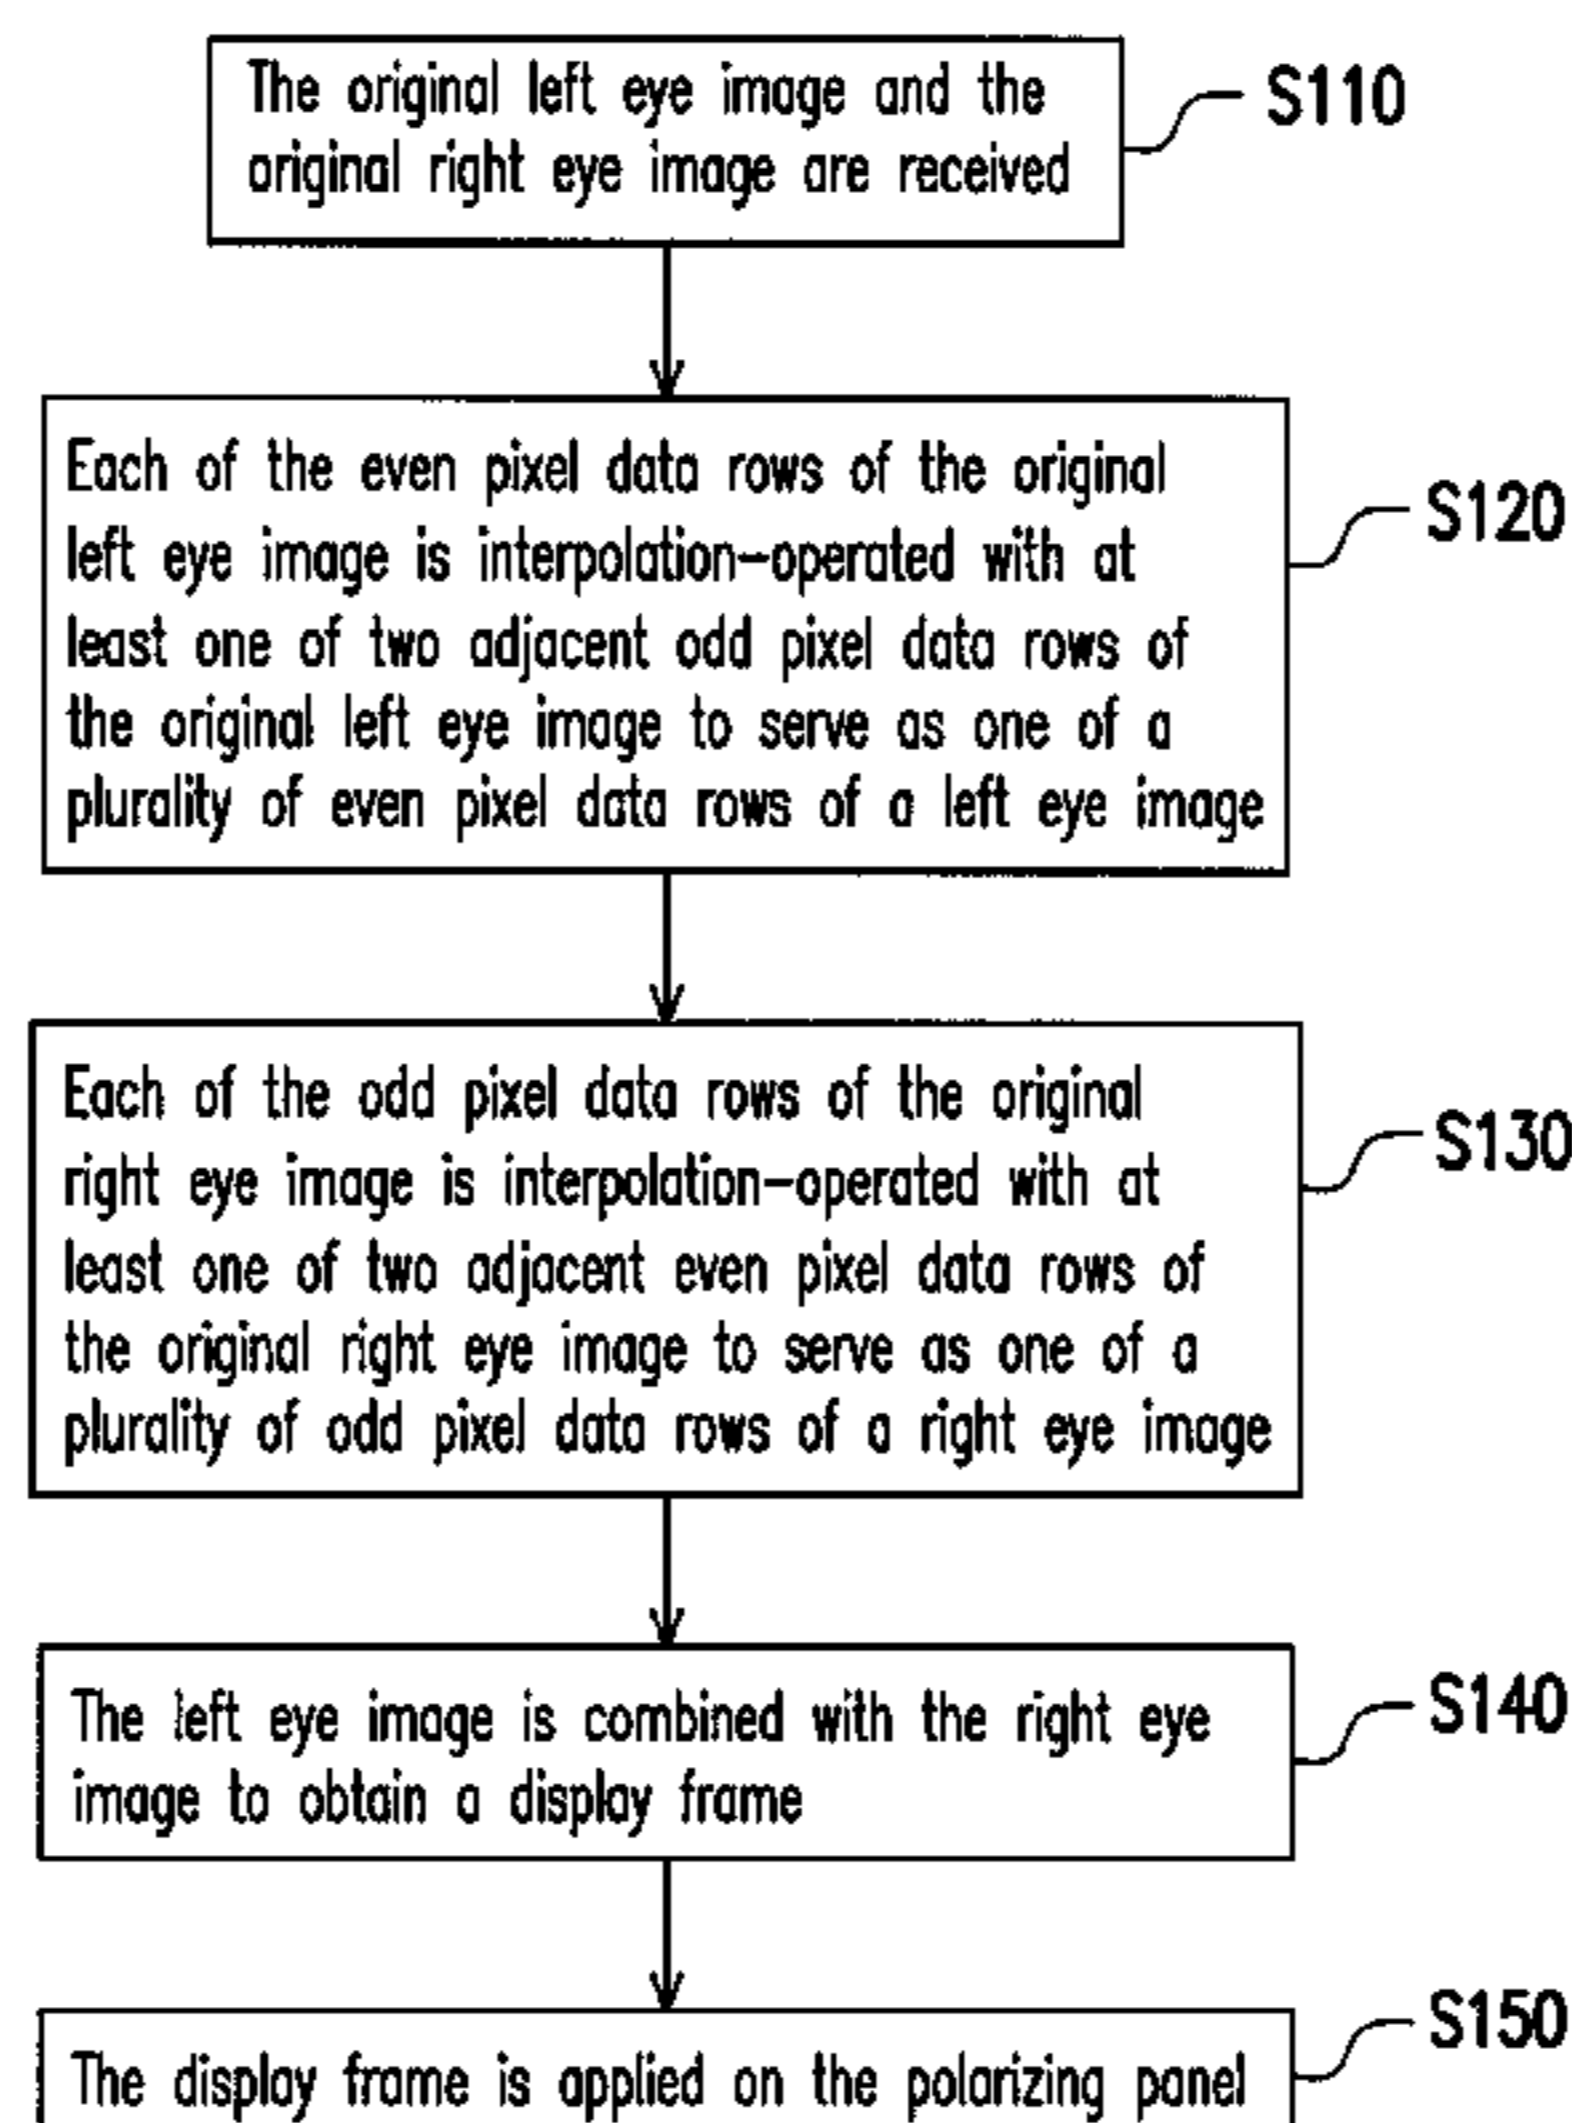 The original left eye image and the
original right eye image are received
S110
Each of the even pixel data rows of the original
left eye image is interpolation-operated with at
least one of two adjacent odd pixel data rows of
the original left eye image to serve as one of a
plurality of even pixel data rows of a left eye image
S120
Each of the odd pixel data rows of the original
right eye image is interpolation-operated with at
least one of two adjacent even pixel data rows of
the original right eye image to serve as one of a
plurality of odd pixel data rows of a right eye image
S130
The left eye image is combined with the right eye
image to obtain a display frame
S140
The display frame is applied on the polarizing panel
S150